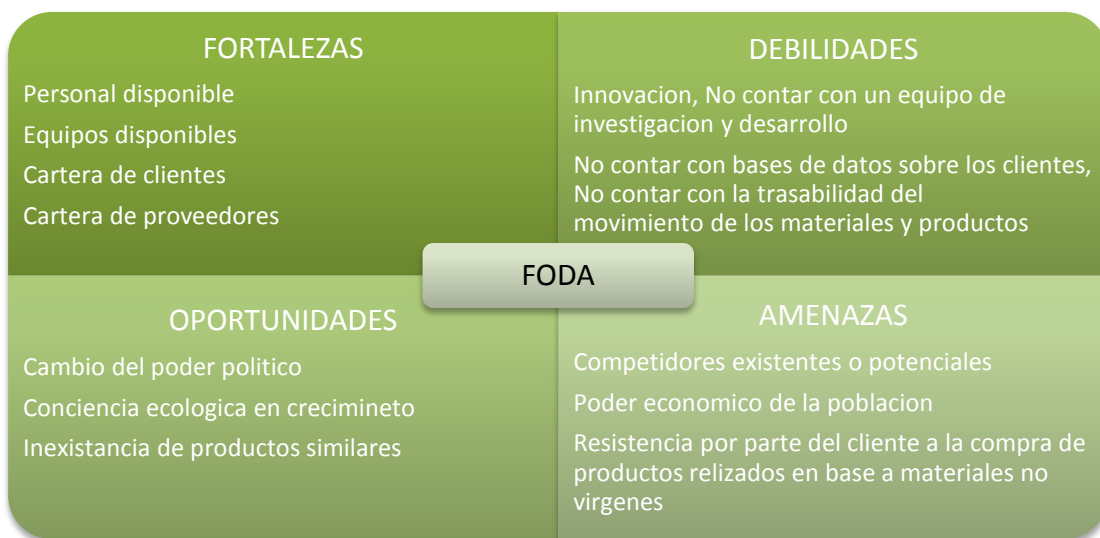 FORTALEZAS
Personal disponible
Equipos disponibles
Cartera de clientes
Cartera de proveedores
DEBILIDADES
Innovacion, No contar con un equipo de
investigacion y desarrollo
No contar con bases de datos sobre los clientes,
No contar con la trasabilidad del
movimiento de los materiales y productos
FODA
OPORTUNIDADES
Cambio del poder politico
Conciencia ecologica en crecimineto
Inexistancia de productos similares
AMENAZAS
Competidores existentes o potenciales
Poder economico de la poblacion
Resistencia por parte del cliente a la compra de
productos relizados en base a materiales no
virgenes